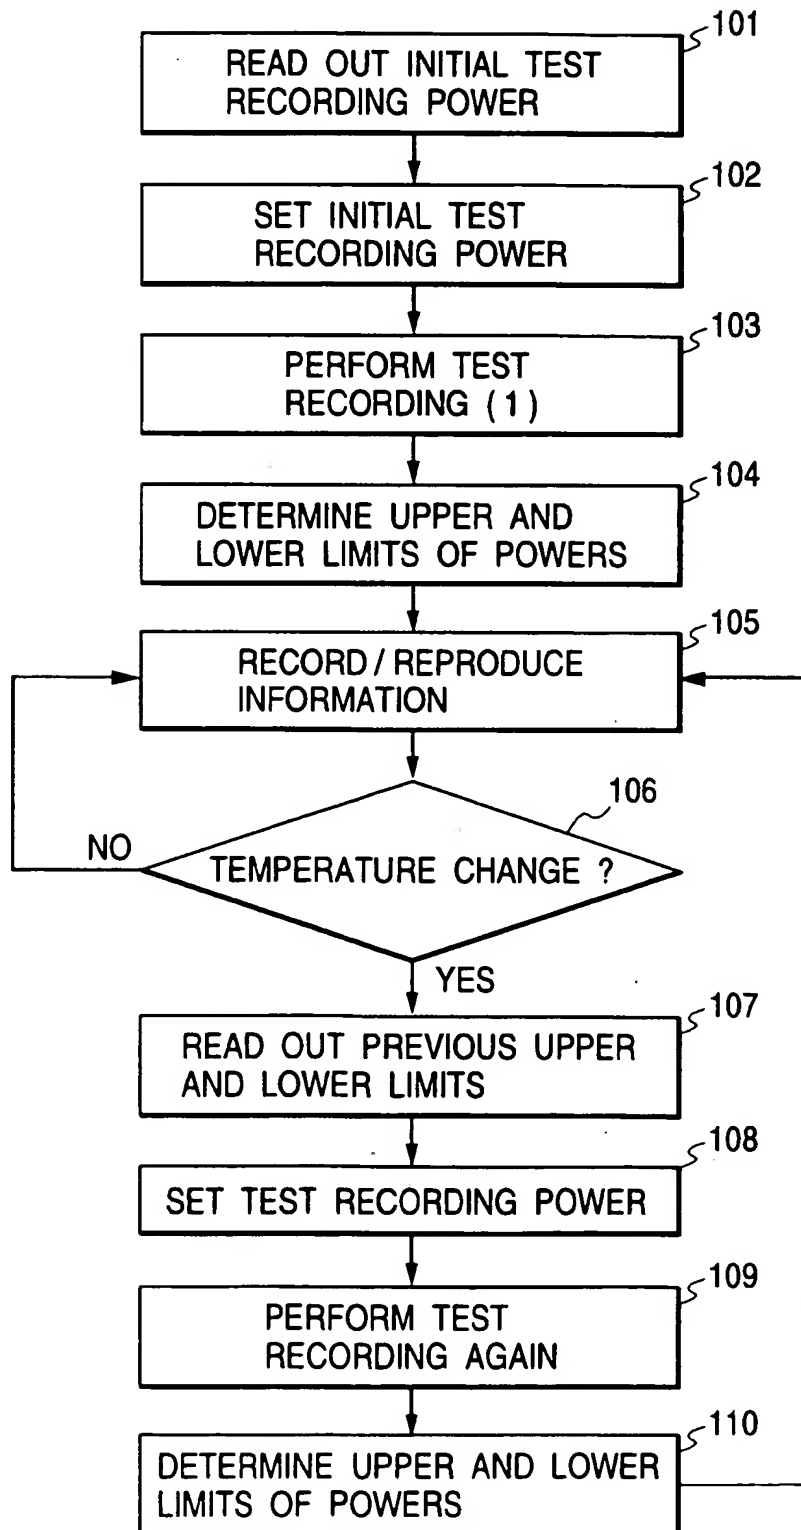 101
READ OUT INITIAL TEST
RECORDING POWER
102
SET INITIAL TEST
RECORDING POWER
103
PERFORM TEST
RECORDING (1)
104
DETERMINE UPPER AND
LOWER LIMITS OF POWERS
105
RECORD/REPRODUCE
INFORMATION
106
NO
TEMPERATURE CHANGE ?
YES
107
READ OUT PREVIOUS UPPER
AND LOWER LIMITS
108
SET TEST RECORDING POWER
109
PERFORM TEST
RECORDING AGAIN
110
DETERMINE UPPER AND LOWER
LIMITS OF POWERS